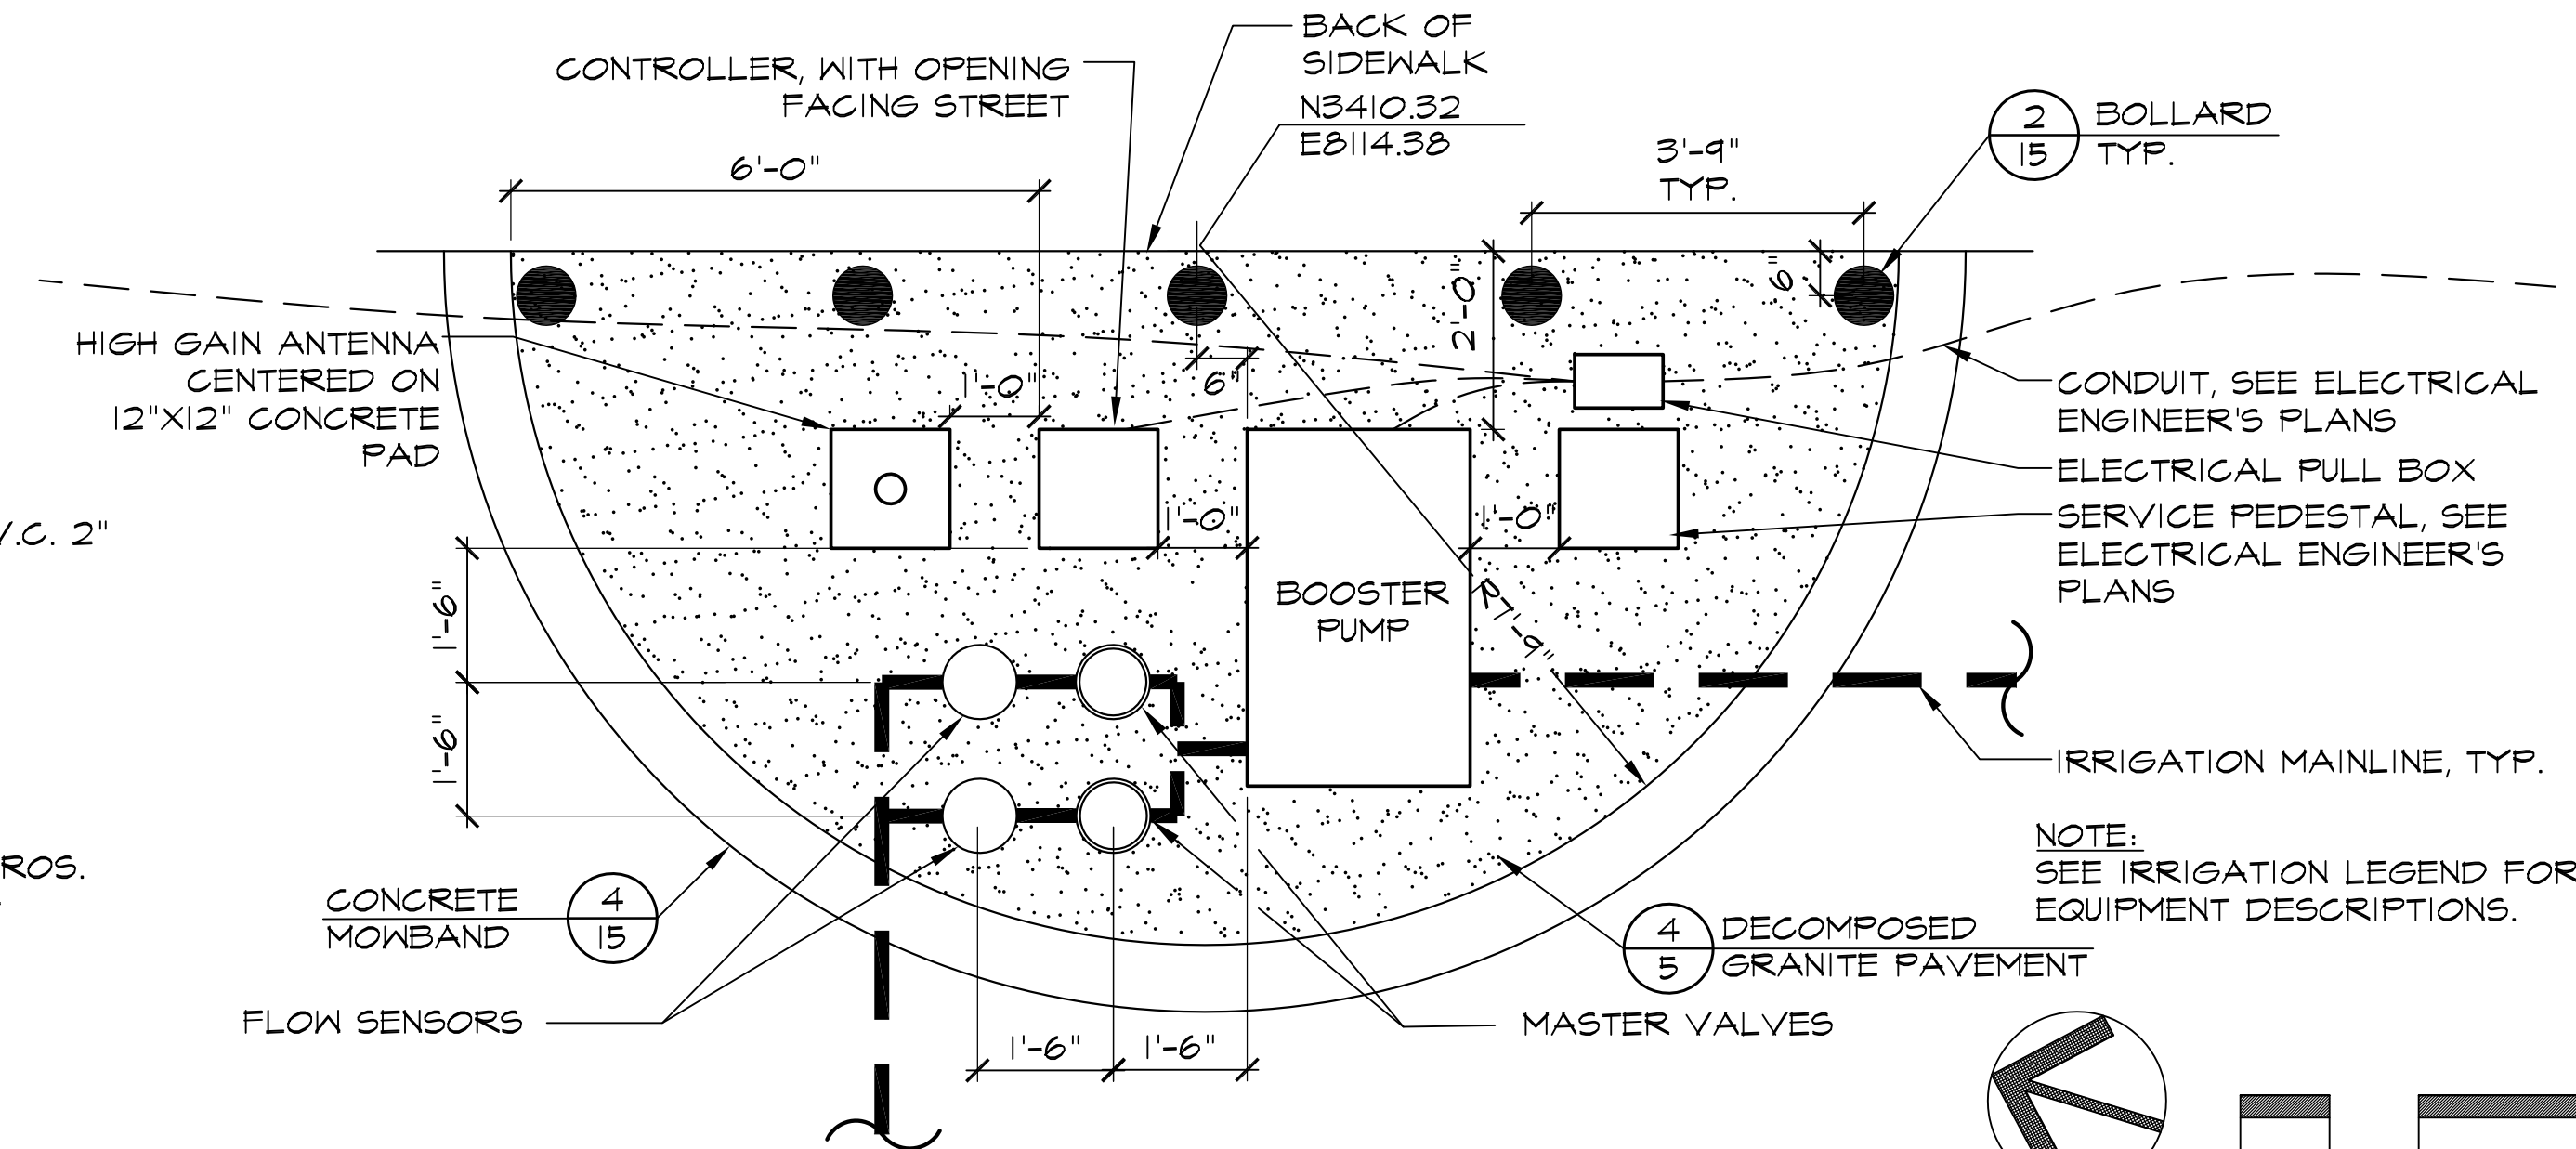 CONTROLLER, WITH OPENING
FACING STREET
BACK OF
SIDEWALK
N3410.32
E8114.38
2
15
BOLLARD
TYP.
6'-0"
3'-9"
TYP.
2'-0"
6"
HIGH GAIN ANTENNA
CENTERED ON
12"X12" CONCRETE
PAD
1'-0"
6"
CONDUIT, SEE ELECTRICAL
ENGINEER'S PLANS
ELECTRICAL PULL BOX
SERVICE PEDESTAL, SEE
ELECTRICAL ENGINEER'S
PLANS
1'-0"
1'-0"
V.C. 2"
1'-6"
1'-6"
BOOSTER
PUMP
R7'-9"
IRRIGATION MAINLINE, TYP.
NOTE:
SEE IRRIGATION LEGEND FOR
EQUIPMENT DESCRIPTIONS.
ROS.
CONCRETE
MOWBAND
4
15
4
5
DECOMPOSED
GRANITE PAVEMENT
FLOW SENSORS
MASTER VALVES
1'-6"
1'-6"